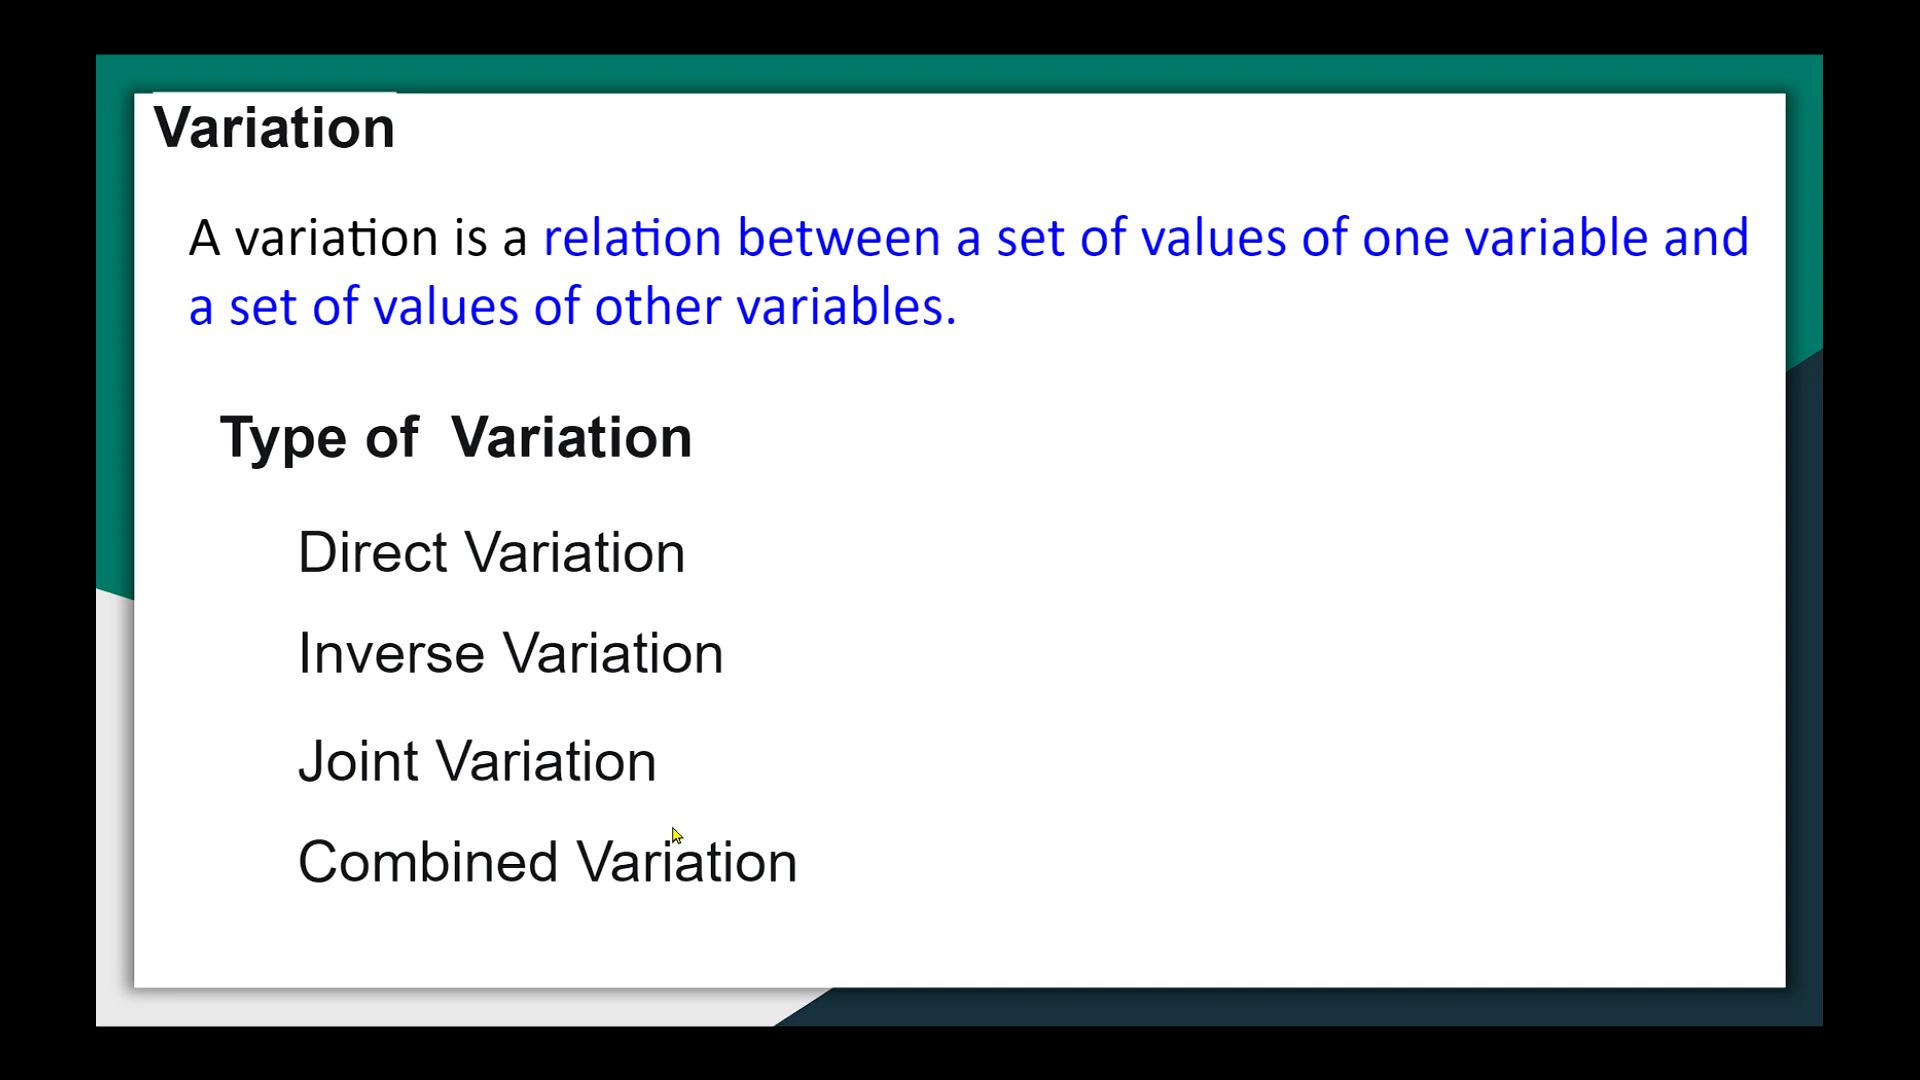 Variation
A variation is a relation between a set of values of one variable and
a set of values of other variables.
Type of Variation
Direct Variation
Inverse Variation
Joint Variation
Combined Variation